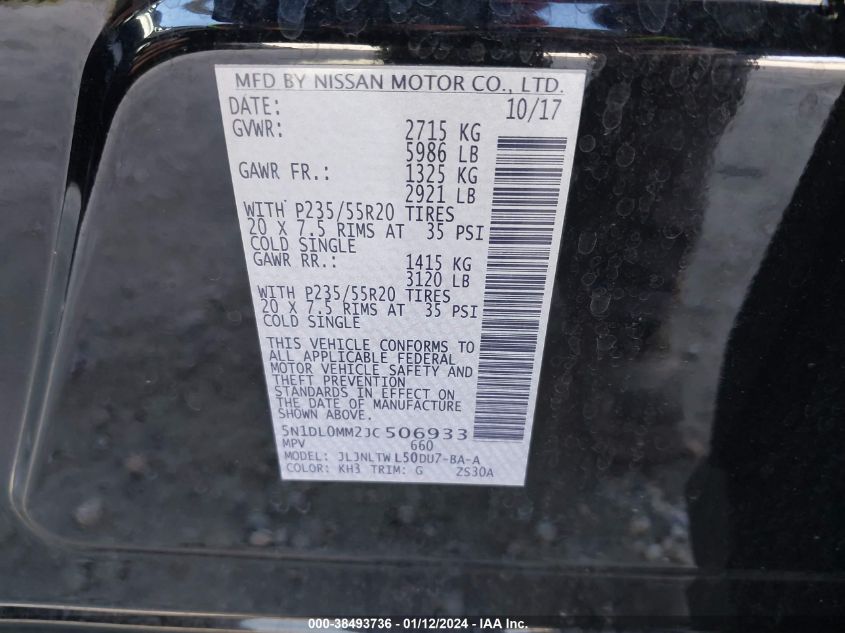 MFD BY NISSAN MOTOR CO., LTD.
DATE: 10/17
GVWR: 2715 KG
5986 LB
GAWR FR.: 1325 KG
2921 LB
WITH P235/55R20 TIRES
20 X 7.5 RIMS AT 35 PSI
COLD SINGLE
GAWR RR.: 1415 KG
3120 LB
WITH P235/55R20 TIRES
20 X 7.5 RIMS AT 35 PSI
COLD SINGLE
THIS VEHICLE CONFORMS TO
ALL APPLICABLE FEDERAL
MOTOR VEHICLE SAFETY AND
THEFT PREVENTION
STANDARDS IN EFFECT ON
THE DATE OF MANUFACTURE
SHOWN ABOVE.
5N1DL0MM2JC506933
MPV 660
MODEL: JLJNLTWL50DU7-BA-A
COLOR: KH3 TRIM: G ZS30A
000-38493736 - 01/12/2024 - IAA Inc.